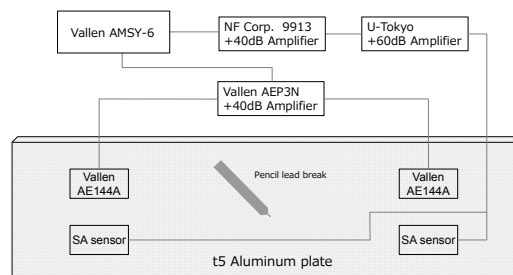 Vallen AMSY-6
NF Corp. 9913
+40dB Amplifier
U-Tokyo
+60dB Amplifier
Vallen AEP3N
+40dB Amplifier
Vallen
AE144A
Pencil lead break
Vallen
AE144A
SA sensor
SA sensor
t5 Aluminum plate